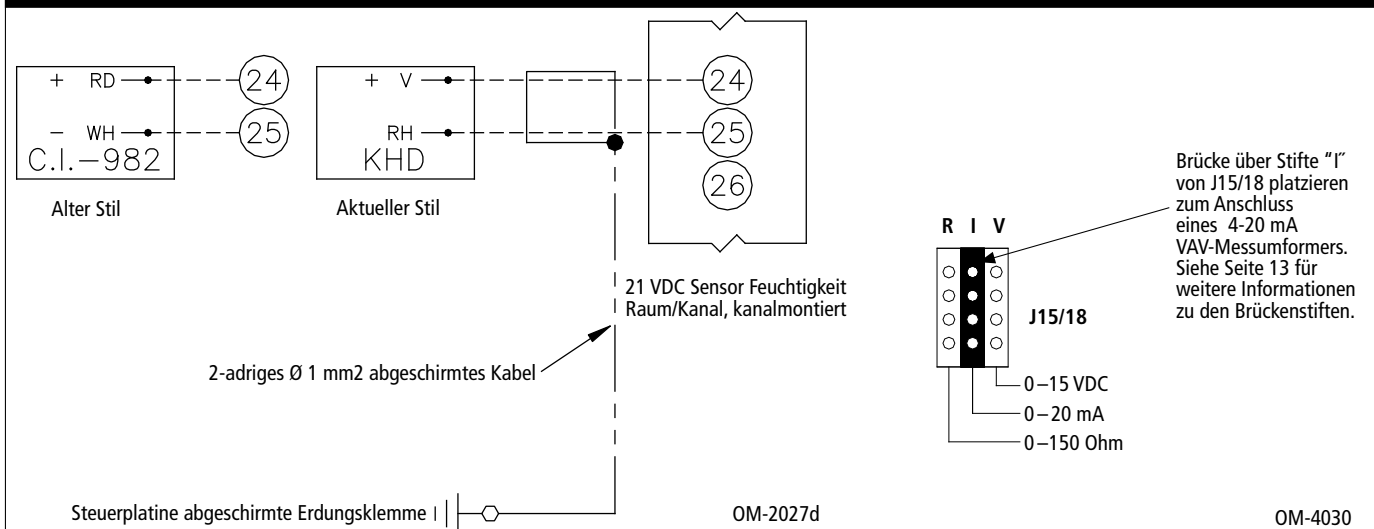 + RD
- WH
C.I.-982
24
25
Alter Stil
+ V
RH
KHD
Aktueller Stil
24
25
26
21 VDC Sensor Feuchtigkeit
Raum/Kanal, kanalmontiert
2-adriges Ø 1 mm2 abgeschirmtes Kabel
Steuerplatine abgeschirmte Erdungsklemme
OM-2027d
R I V
J15/18
0–15 VDC
0–20 mA
0–150 Ohm
Brücke über Stifte "I"
von J15/18 platzieren
zum Anschluss
eines 4-20 mA
VAV-Messumformers.
Siehe Seite 13 für
weitere Informationen
zu den Brückenstiften.
OM-4030